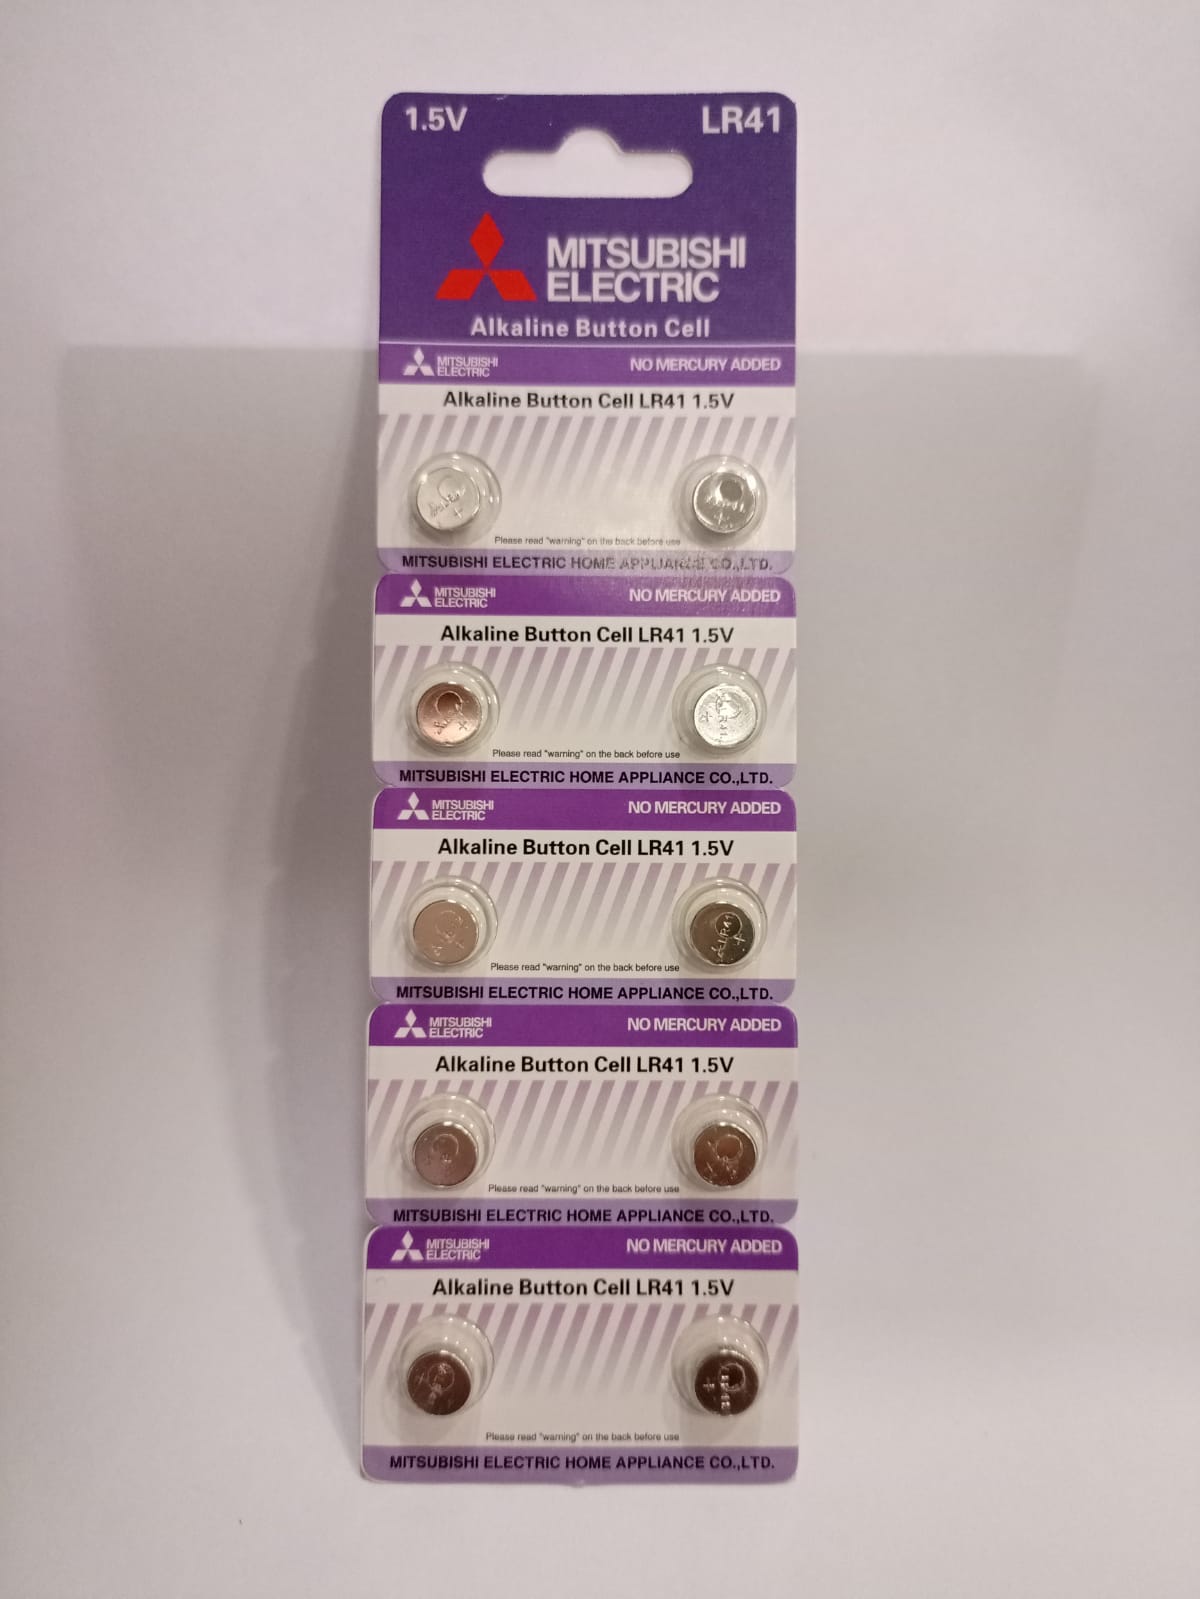 1.5V LR41
MITSUBISHI
ELECTRIC
Alkaline Button Cell
MITSUBISHI
ELECTRIC
NO MERCURY ADDED
Alkaline Button Cell LR41 1.5V
Please read "warning" on the back before use
MITSUBISHI ELECTRIC HOME APPLIANCE CO.,LTD.
MITSUBISHI
ELECTRIC
NO MERCURY ADDED
Alkaline Button Cell LR41 1.5V
LR41
Please read "warning" on the back before use
MITSUBISHI ELECTRIC HOME APPLIANCE CO.,LTD.
MITSUBISHI
ELECTRIC
NO MERCURY ADDED
Alkaline Button Cell LR41 1.5V
LR41
Please read "warning" on the back before use
MITSUBISHI ELECTRIC HOME APPLIANCE CO.,LTD.
MITSUBISHI
ELECTRIC
NO MERCURY ADDED
Alkaline Button Cell LR41 1.5V
Please read "warning" on the back before use
MITSUBISHI ELECTRIC HOME APPLIANCE CO.,LTD.
MITSUBISHI
ELECTRIC
NO MERCURY ADDED
Alkaline Button Cell LR41 1.5V
Please read "warning" on the back before use
MITSUBISHI ELECTRIC HOME APPLIANCE CO.,LTD.